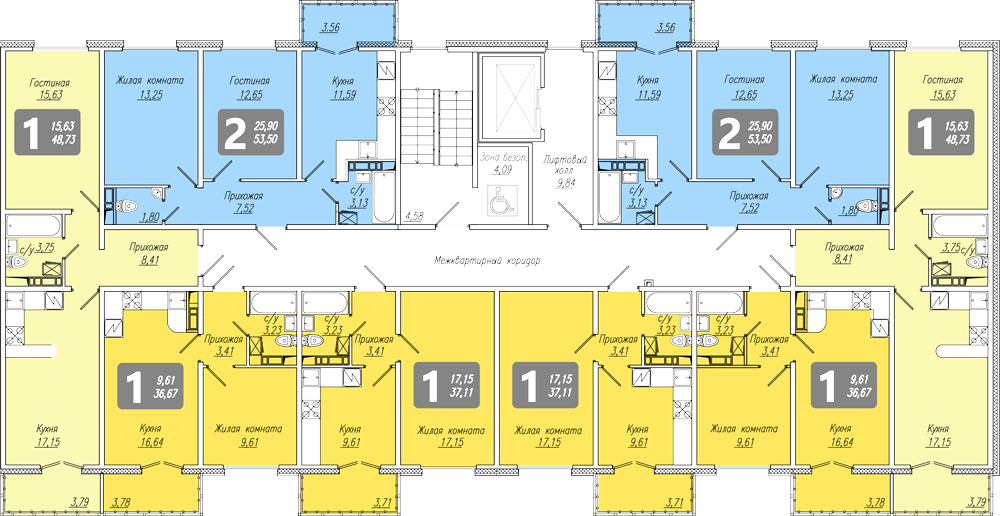 3.56
3.56
Гостиная
15,63
Жилая комната
13,25
Гостиная
12,65
Кухня
11,59
Кухня
11,59
Гостиная
12,65
Жилая комната
13,25
Гостиная
15,63
1 15,63
48,73
2 25,90
53,50
2 25,90
53,50
1 15,63
48,73
Зона безоп.
4,09
Лифтовый
холл
9,84
4,58
1,80
Прихожая
7,52
с/у
3,13
с/у
3,13
Прихожая
7,52
1,80
с/у 3,75
Прихожая
8,41
Межквартирный коридор
Прихожая
8,41
3,75 с/у
с/у
3,23
с/у
3,23
с/у
3,23
с/у
3,23
Прихожая
3,41
Прихожая
3,41
Прихожая
3,41
Прихожая
3,41
1 9,61
36,67
1 17,15
37,11
1 17,15
37,11
1 9,61
36,67
Кухня
17,15
Кухня
16,64
Жилая комната
9,61
Кухня
9,61
Жилая комната
17,15
Жилая комната
17,15
Кухня
9,61
Жилая комната
9,61
Кухня
16,64
Кухня
17,15
3,79
3,78
3,71
3,71
3,78
3,79